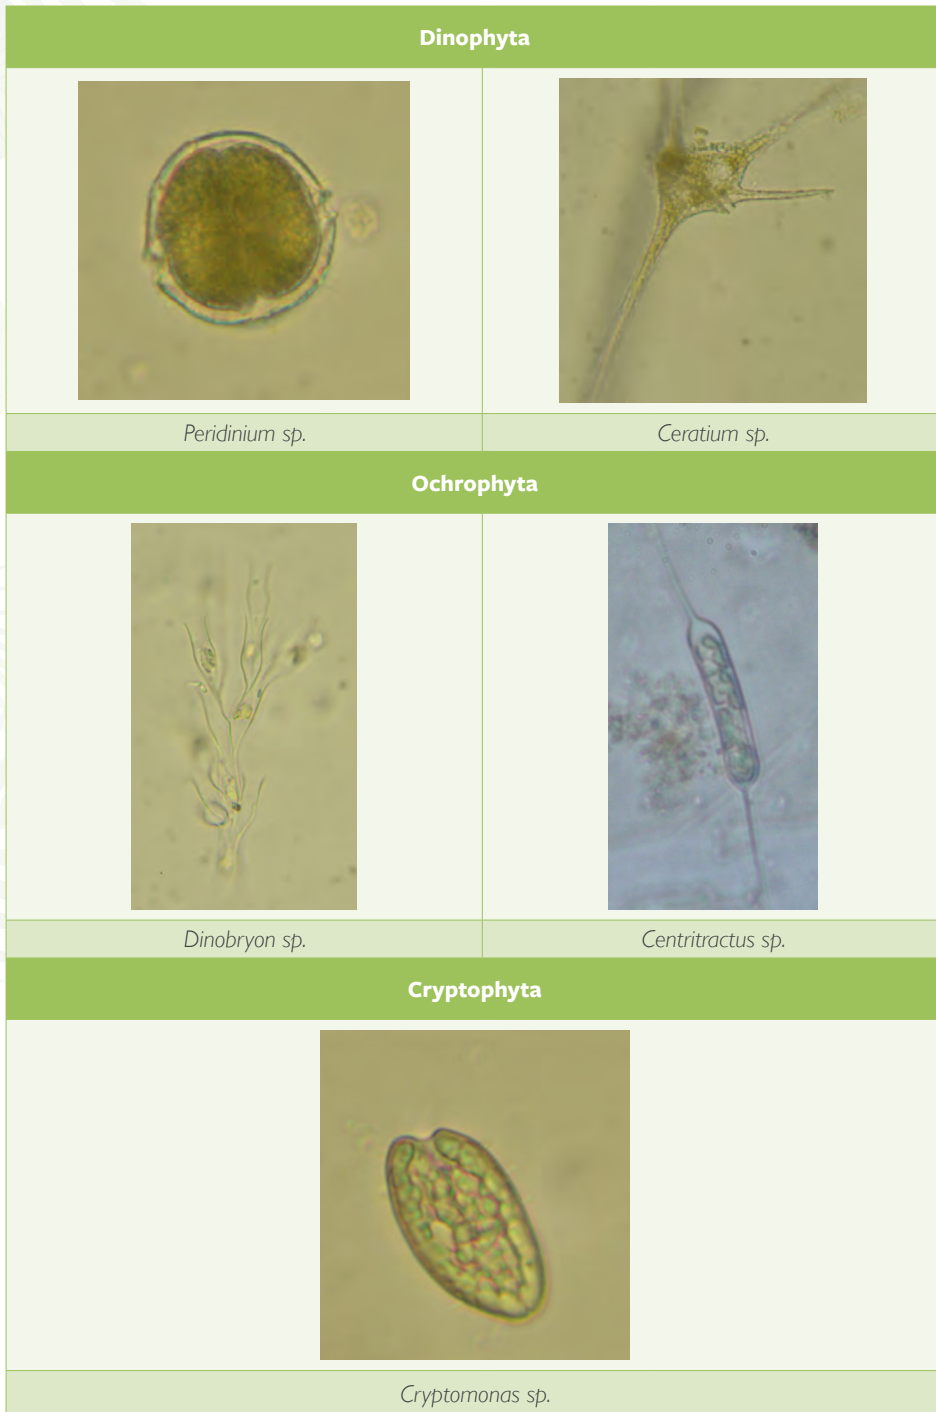 Dinophyta
Peridinium sp.
Ceratium sp.
Ochrophyta
Dinobryon sp.
Centritractus sp.
Cryptophyta
Cryptomonas sp.